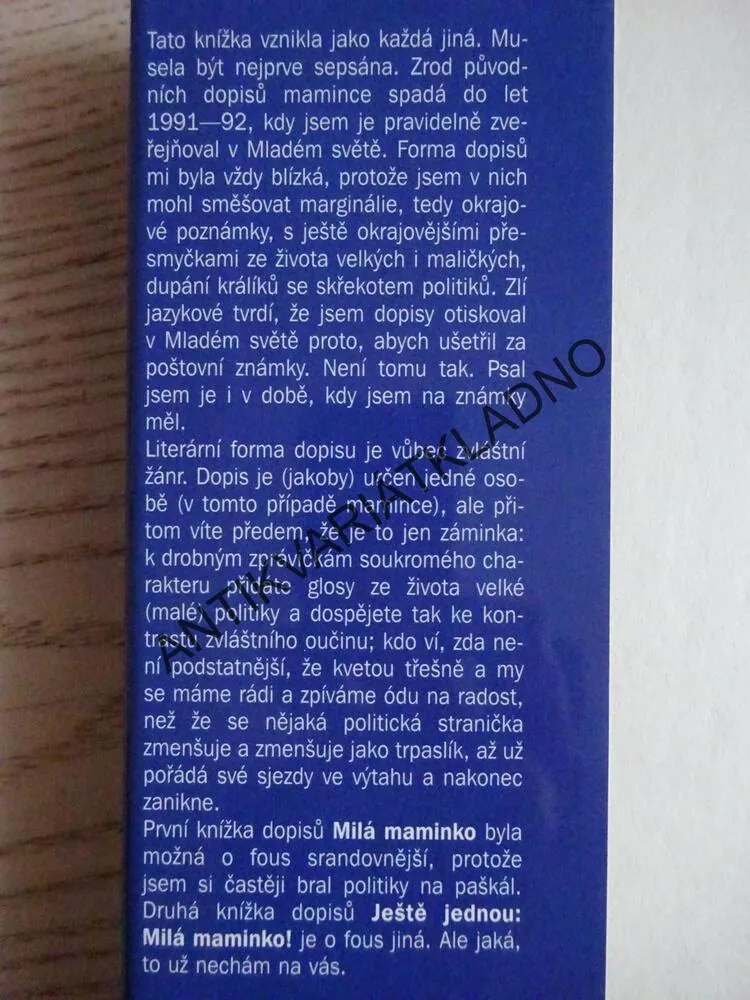 Tato knížka vznikla jako každá jiná. Mu-
sela být nejprve sepsána. Zrod původ-
ních dopisů mamince spadá do let
1991—92, kdy jsem je pravidelně zve-
řejňoval v Mladém světě. Forma dopisů
mi byla vždy blízká, protože jsem v nich
mohl směšovat marginálie, tedy okrajo-
vé poznámky, s ještě okrajovějšími pře-
smyčkami ze života velkých i maličkých,
dupání králíků se skřekotem politiků. Zlí
jazykové tvrdí, že jsem dopisy otiskoval
v Mladém světě proto, abych ušetřil za
poštovní známky. Není tomu tak. Psal
jsem je i v době, kdy jsem na známky
měl.
Literární forma dopisu je vůbec zvláštní
žánr. Dopis je (jakoby) určen jedné oso-
bě (v tomto případě mamince), ale při-
tom víte předem, že je to jen záminka:
k drobným zprávičkám soukromého cha-
rakteru přidáte glosy ze života velké
(malé) politiky a dospějete tak ke kon-
trastu zvláštního oučinu; kdo ví, zda ne-
ní podstatnější, že kvetou třešně a my
se máme rádi a zpíváme ódu na radost,
než že se nějaká politická stranička
zmenšuje a zmenšuje jako trpaslík, až už
pořádá své sjezdy ve výtahu a nakonec
zanikne.
První knížka dopisů Milá maminko byla
možná o fous srandovnější, protože
jsem si častěji bral politiky na paškál.
Druhá knížka dopisů Ještě jednou:
Milá maminko! je o fous jiná. Ale jaká,
to už nechám na vás.
ANTIKVARIATKLADNO